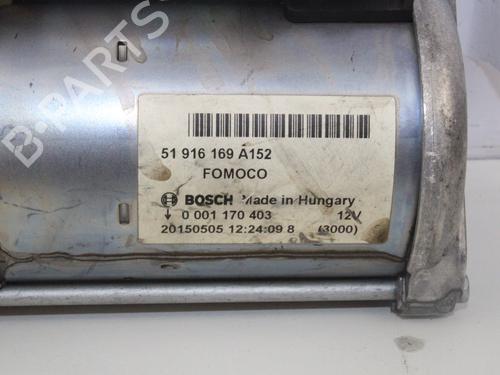 B-PARTS
51 916 169 A152
FOMOCO
BOSCH Made in Hungary
0 001 170 403 12V
20150505 12:24:09 8 (3000)